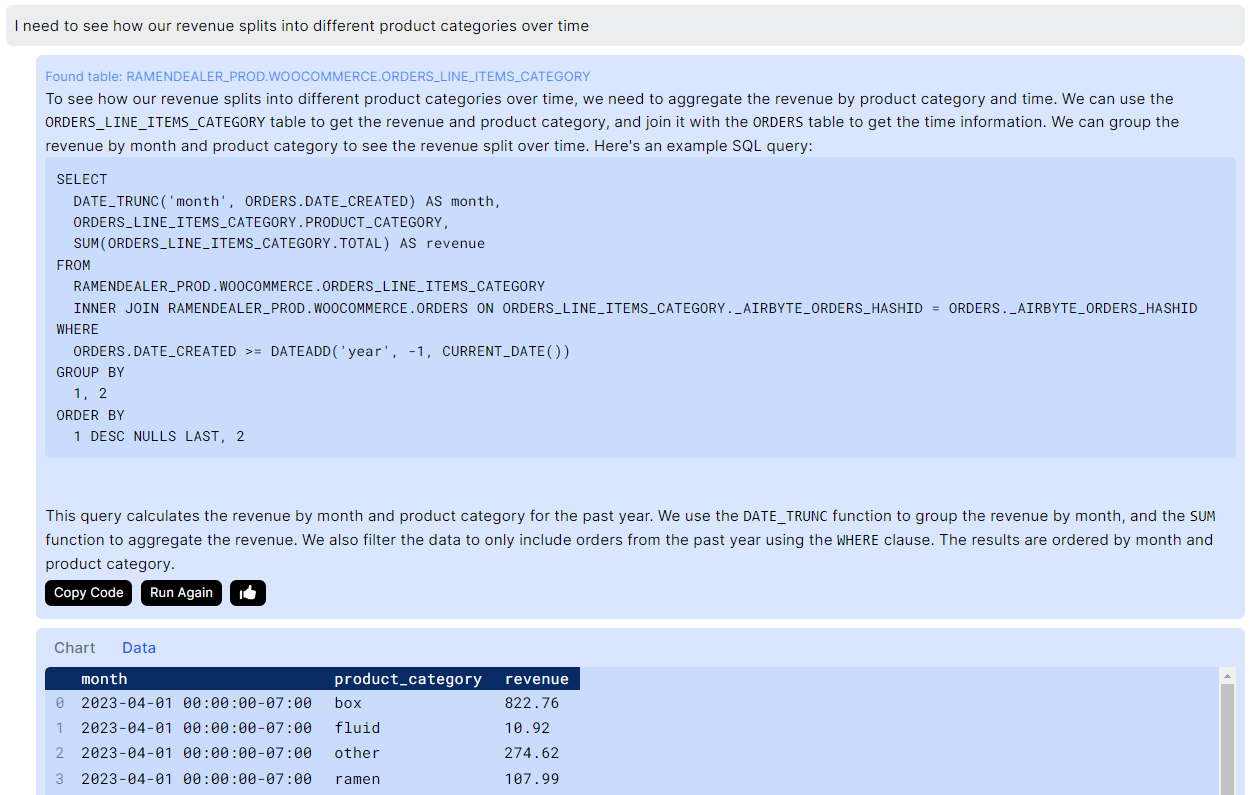 I need to see how our revenue splits into different product categories over time
Found table: RAMENDEALER_PROD.WOOCOMMERCE.ORDERS_LINE_ITEMS_CATEGORY
To see how our revenue splits into different product categories over time, we need to aggregate the revenue by product category and time. We can use the
ORDERS_LINE_ITEMS_CATEGORY table to get the revenue and product category, and join it with the ORDERS table to get the time information. We can group the
revenue by month and product category to see the revenue split over time. Here's an example SQL query:
SELECT
DATE_TRUNC('month', ORDERS.DATE_CREATED) AS month,
ORDERS_LINE_ITEMS_CATEGORY.PRODUCT_CATEGORY,
SUM(ORDERS_LINE_ITEMS_CATEGORY.TOTAL) AS revenue
FROM
RAMENDEALER_PROD.WOOCOMMERCE.ORDERS_LINE_ITEMS_CATEGORY
INNER JOIN RAMENDEALER_PROD.WOOCOMMERCE.ORDERS ON ORDERS_LINE_ITEMS_CATEGORY._AIRBYTE_ORDERS_HASHID = ORDERS._AIRBYTE_ORDERS_HASHID
WHERE
ORDERS.DATE_CREATED >= DATEADD('year', -1, CURRENT_DATE())
GROUP BY
1, 2
ORDER BY
1 DESC NULLS LAST, 2
This query calculates the revenue by month and product category for the past year. We use the DATE_TRUNC function to group the revenue by month, and the SUM
function to aggregate the revenue. We also filter the data to only include orders from the past year using the WHERE clause. The results are ordered by month and
product category.
Copy Code Run Again
Chart Data
month product_category revenue
0 2023-04-01 00:00:00-07:00 box 822.76
1 2023-04-01 00:00:00-07:00 fluid 10.92
2 2023-04-01 00:00:00-07:00 other 274.62
3 2023-04-01 00:00:00-07:00 ramen 107.99